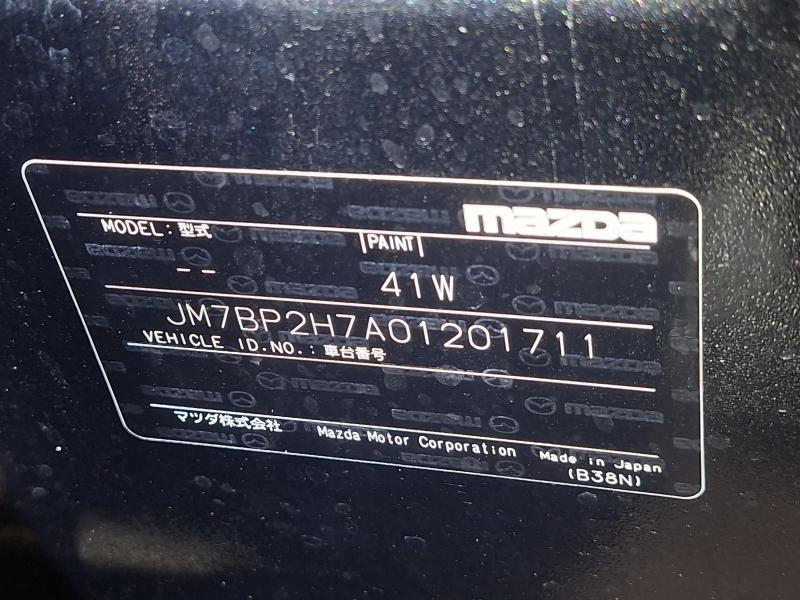 mazda
MODEL: 型式
PAINT
--
41W
JM7BP2H7A01201711
VEHICLE ID.NO.: 車台番号
マツダ株式会社 Mazda Motor Corporation Made in Japan
(B38N)